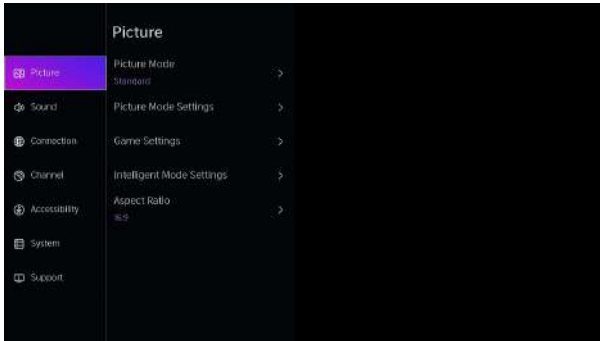 Picture
Sound
Connection
Channel
Accessibility
System
Support
Picture
Picture Mode
Standard
Picture Mode Settings
Game Settings
Intelligent Mode Settings
Aspect Ratio
16:9